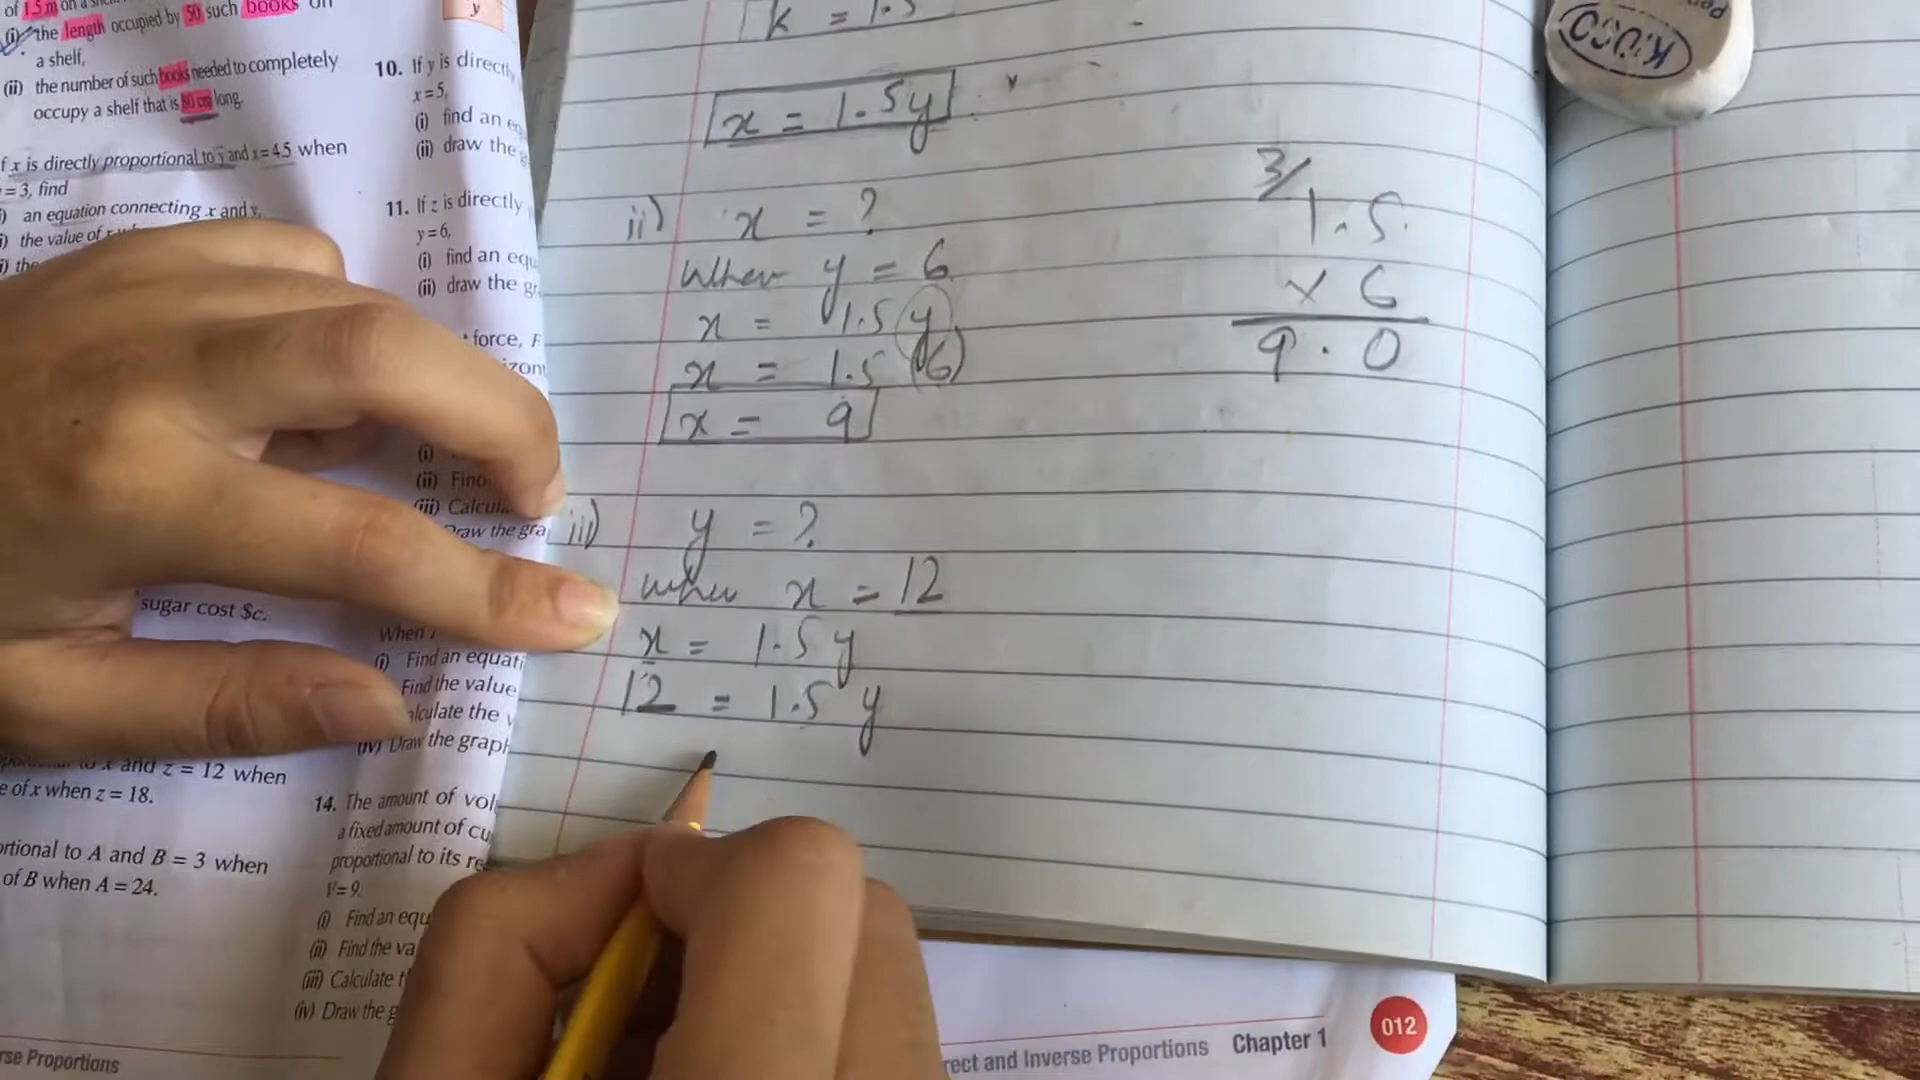 of 1.5 m on a
(i) the length occupied by 50 such books on
a shelf,
(ii) the number of such books needed to completely
occupy a shelf that is 80 cm long.
f x is directly proportional to y and x = 4.5 when
= 3, find
an equation connecting x and y,
the value of
the
sugar cost $c.
and z = 12 when
e of x when z = 18.
ortional to A and B = 3 when
of B when A = 24.
rse Proportions
y
10. If y is directly
x = 5,
(i) find an
(ii) draw the
11. If z is directly
y = 6,
(i) find an equ
(ii) draw the gr
force, F
(i)
(ii) Find
(iii) Calcula
Draw the gra
When
(i) Find an equati
Find the value
alculate the v
(iv) Draw the graph
14. The amount of vol
a fixed amount of cu
proportional to its re
V = 9.
(i) Find an equ
(ii) Find the va
(iii) Calculate t
(iv) Draw the g
k = 1.5
x = 1.5y
ii) x = ?
When y = 6
x = 1.5 y
x = 1.5 (6)
x = 9
iii) y = ?
when x = 12
x = 1.5 y
12 = 1.5 y
3/
1.5
× 6
9.0
rect and Inverse Proportions Chapter 1
012